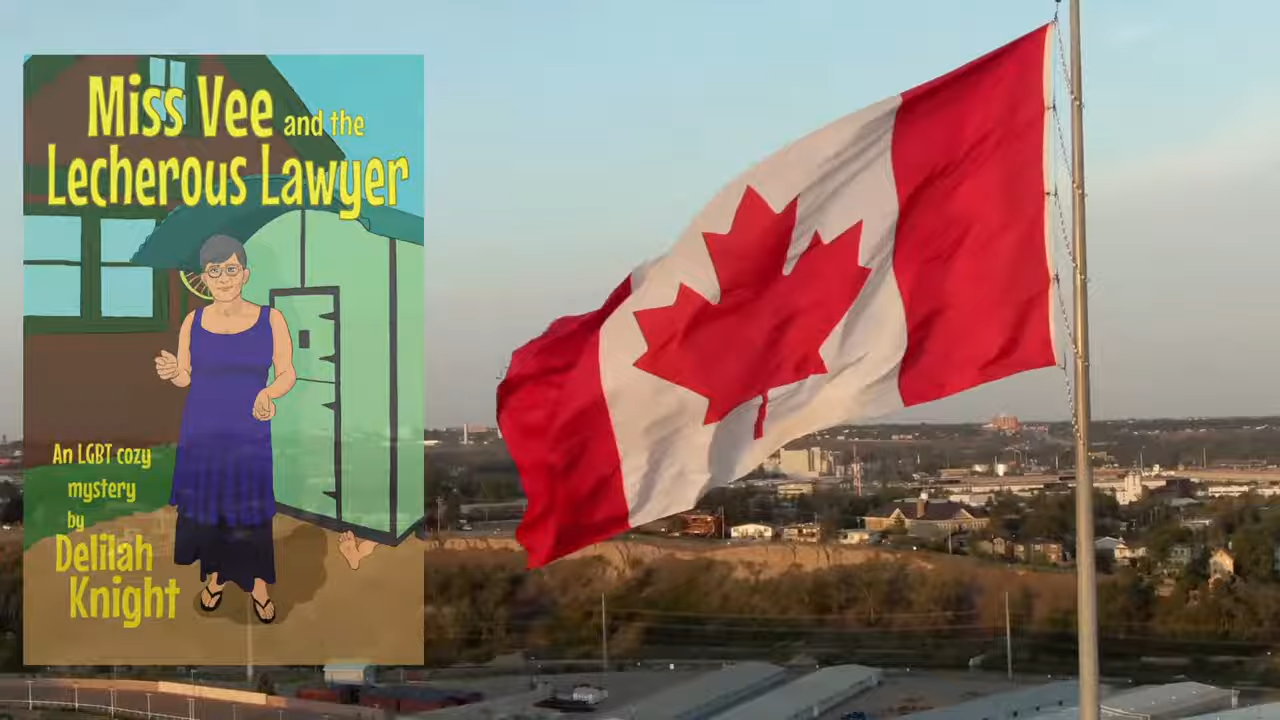 Miss Vee and the
Lecherous Lawyer
An LGBT cozy
mystery
by
Delilah
Knight